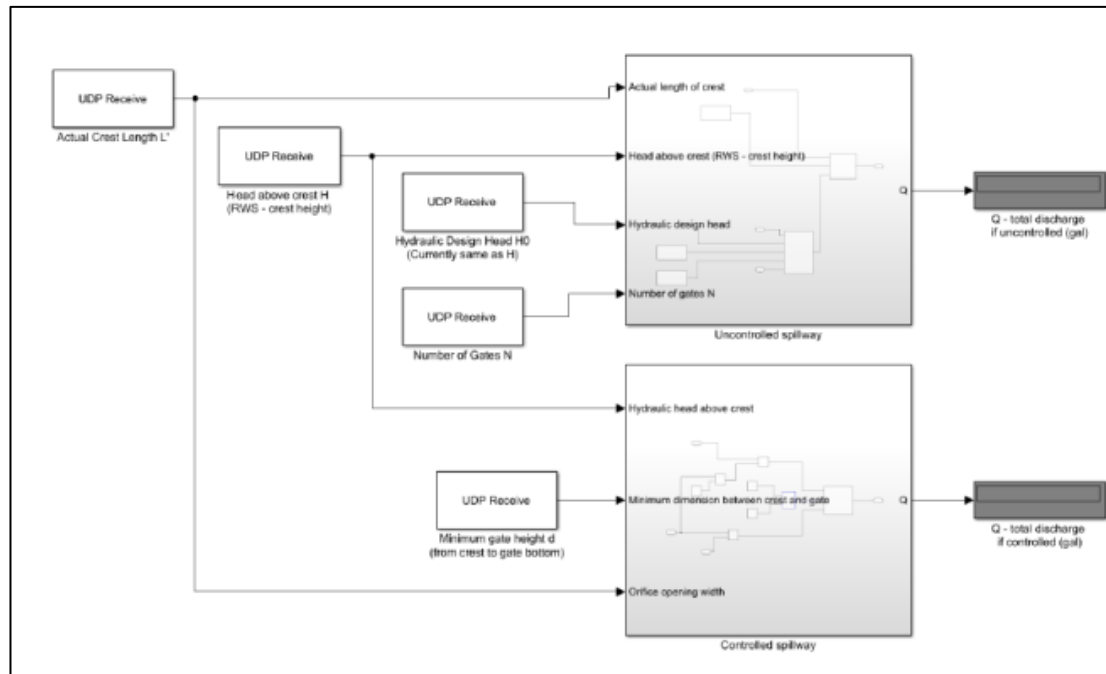 UDP Receive
Actual Crest Length L'
UDP Receive
Head above crest H
(RWS - crest height)
UDP Receive
Hydraulic Design Head H0
(Currently same as H)
UDP Receive
Number of Gates N
Actual length of crest
Head above crest (RWS - crest height)
Hydraulic design head
Number of gates N
Q
Uncontrolled spillway
Q - total discharge
if uncontrolled (gal)
UDP Receive
Minimum gate height d
(from crest to gate bottom)
Hydraulic head above crest
Minimum dimension between crest and gate
Orifice opening width
Q
Controlled spillway
Q - total discharge
if controlled (gal)